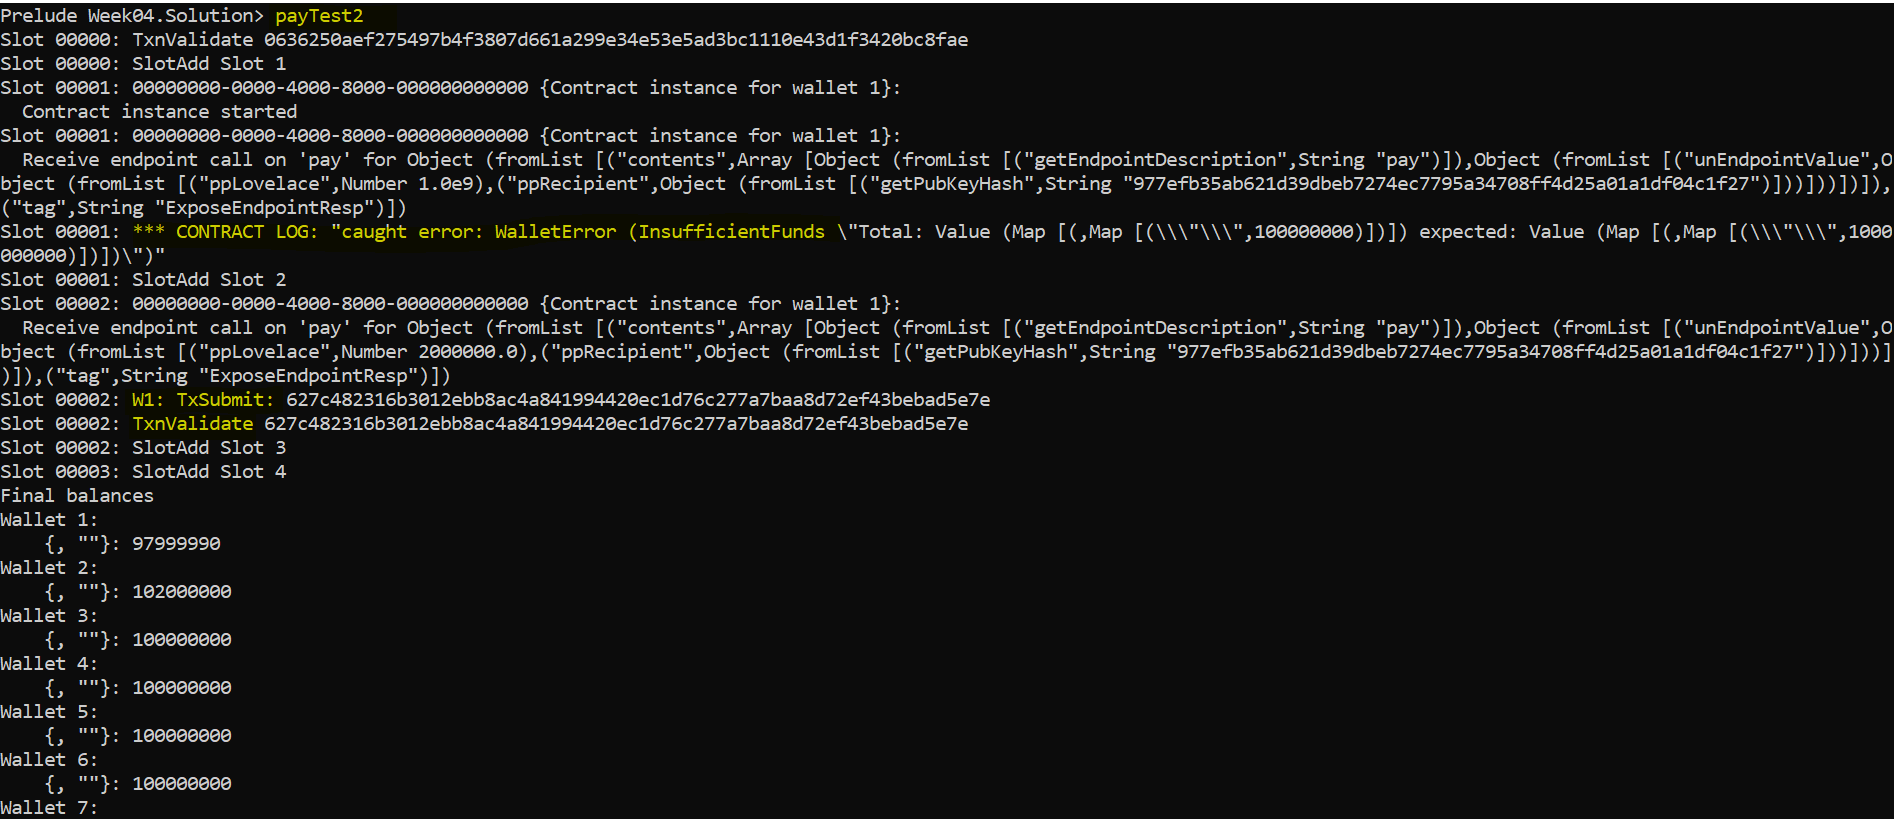 Prelude Week04.Solution> payTest2
Slot 00000: TxnValidate 0636250aef275497b4f3807d661a299e34e53e5ad3bc1110e43d1f3420bc8fae
Slot 00000: SlotAdd Slot 1
Slot 00001: 00000000-0000-4000-8000-000000000000 {Contract instance for wallet 1}:
  Contract instance started
Slot 00001: 00000000-0000-4000-8000-000000000000 {Contract instance for wallet 1}:
  Receive endpoint call on 'pay' for Object (fromList [("contents",Array [Object (fromList [("getEndpointDescription",String "pay")]),Object (fromList [("unEndpointValue",O
bject (fromList [("ppLovelace",Number 1.0e9),("ppRecipient",Object (fromList [("getPubKeyHash",String "977efb35ab621d39dbeb7274ec7795a34708ff4d25a01a1df04c1f27")]))]))])]),
("tag",String "ExposeEndpointResp")])
Slot 00001: *** CONTRACT LOG: "caught error: WalletError (InsufficientFunds \"Total: Value (Map [(,Map [(\\\"\\\",100000000)])]) expected: Value (Map [(,Map [(\\\"\\\",1000
000000)])])\")"
Slot 00001: SlotAdd Slot 2
Slot 00002: 00000000-0000-4000-8000-000000000000 {Contract instance for wallet 1}:
  Receive endpoint call on 'pay' for Object (fromList [("contents",Array [Object (fromList [("getEndpointDescription",String "pay")]),Object (fromList [("unEndpointValue",O
bject (fromList [("ppLovelace",Number 2000000.0),("ppRecipient",Object (fromList [("getPubKeyHash",String "977efb35ab621d39dbeb7274ec7795a34708ff4d25a01a1df04c1f27")]))]))]
)]),("tag",String "ExposeEndpointResp")])
Slot 00002: W1: TxSubmit: 627c482316b3012ebb8ac4a841994420ec1d76c277a7baa8d72ef43bebad5e7e
Slot 00002: TxnValidate 627c482316b3012ebb8ac4a841994420ec1d76c277a7baa8d72ef43bebad5e7e
Slot 00002: SlotAdd Slot 3
Slot 00003: SlotAdd Slot 4
Final balances
Wallet 1:
    {, ""}: 97999990
Wallet 2:
    {, ""}: 102000000
Wallet 3:
    {, ""}: 100000000
Wallet 4:
    {, ""}: 100000000
Wallet 5:
    {, ""}: 100000000
Wallet 6:
    {, ""}: 100000000
Wallet 7: